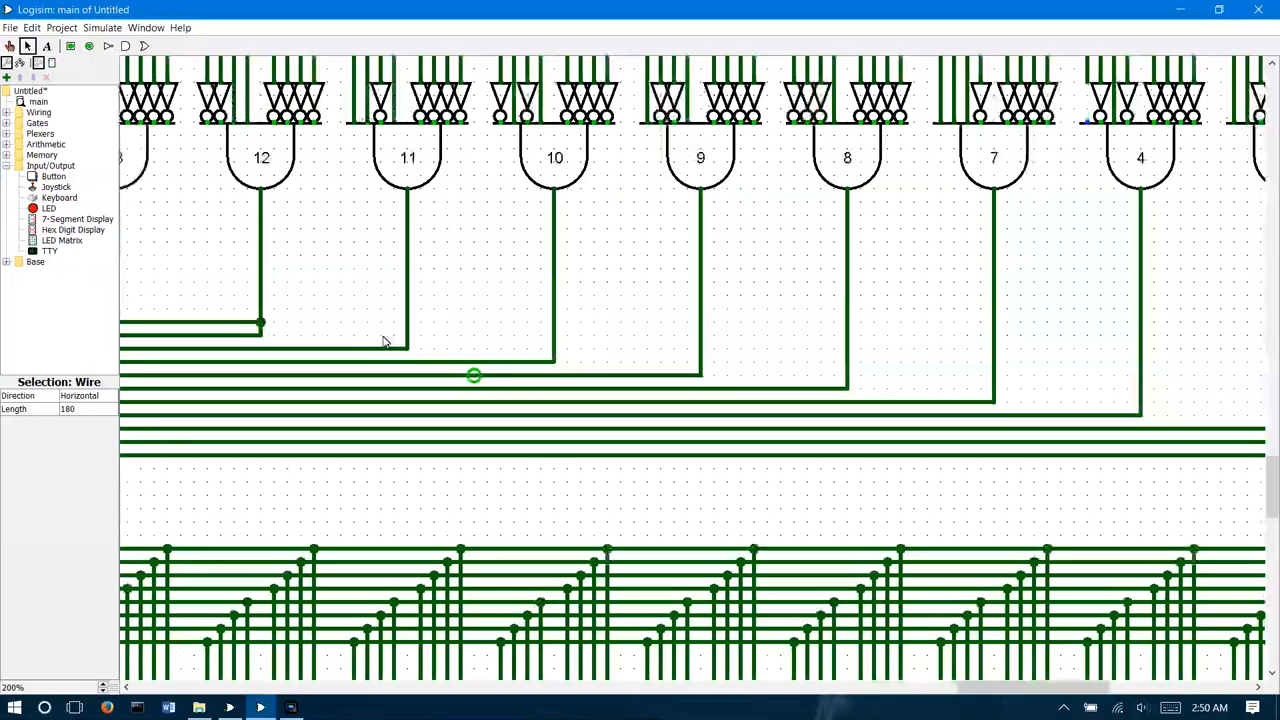 Logisim: main of Untitled
File Edit Project Simulate Window Help
A
Untitled*
main
Wiring
Gates
Plexers
Arithmetic
Memory
Input/Output
Button
Joystick
Keyboard
LED
7-Segment Display
Hex Digit Display
LED Matrix
TTY
Base
12 11 10 9 8 7 4
Selection: Wire
Direction Horizontal
Length 180
200%
2:50 AM